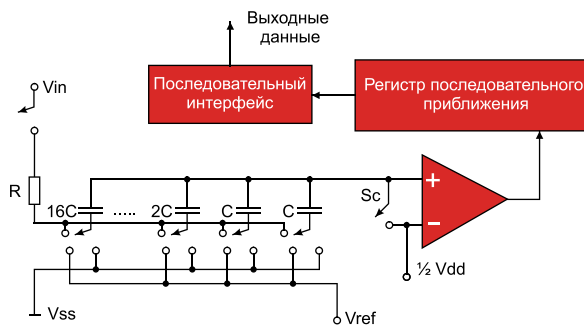 Выходные
данные
Vin
Последовательный
интерфейс
Регистр последовательного
приближения
R
16C ..... 2C C C
Sc
+
−
½ Vdd
Vss
Vref